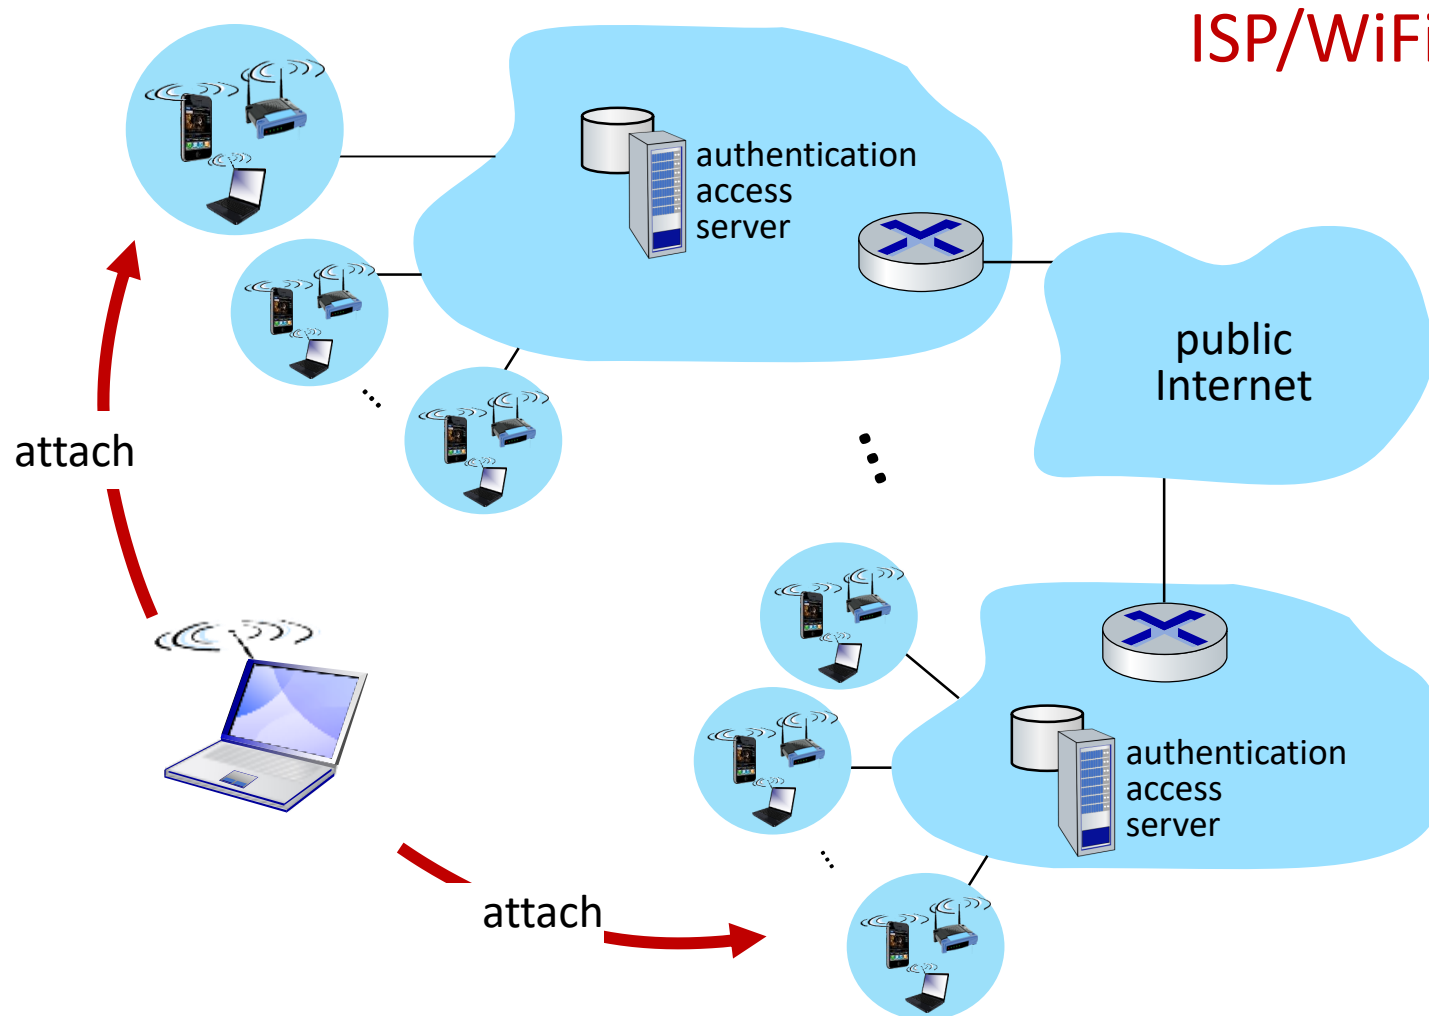 ISP/WiFi
authentication
access
server
public
Internet
attach
authentication
access
server
attach